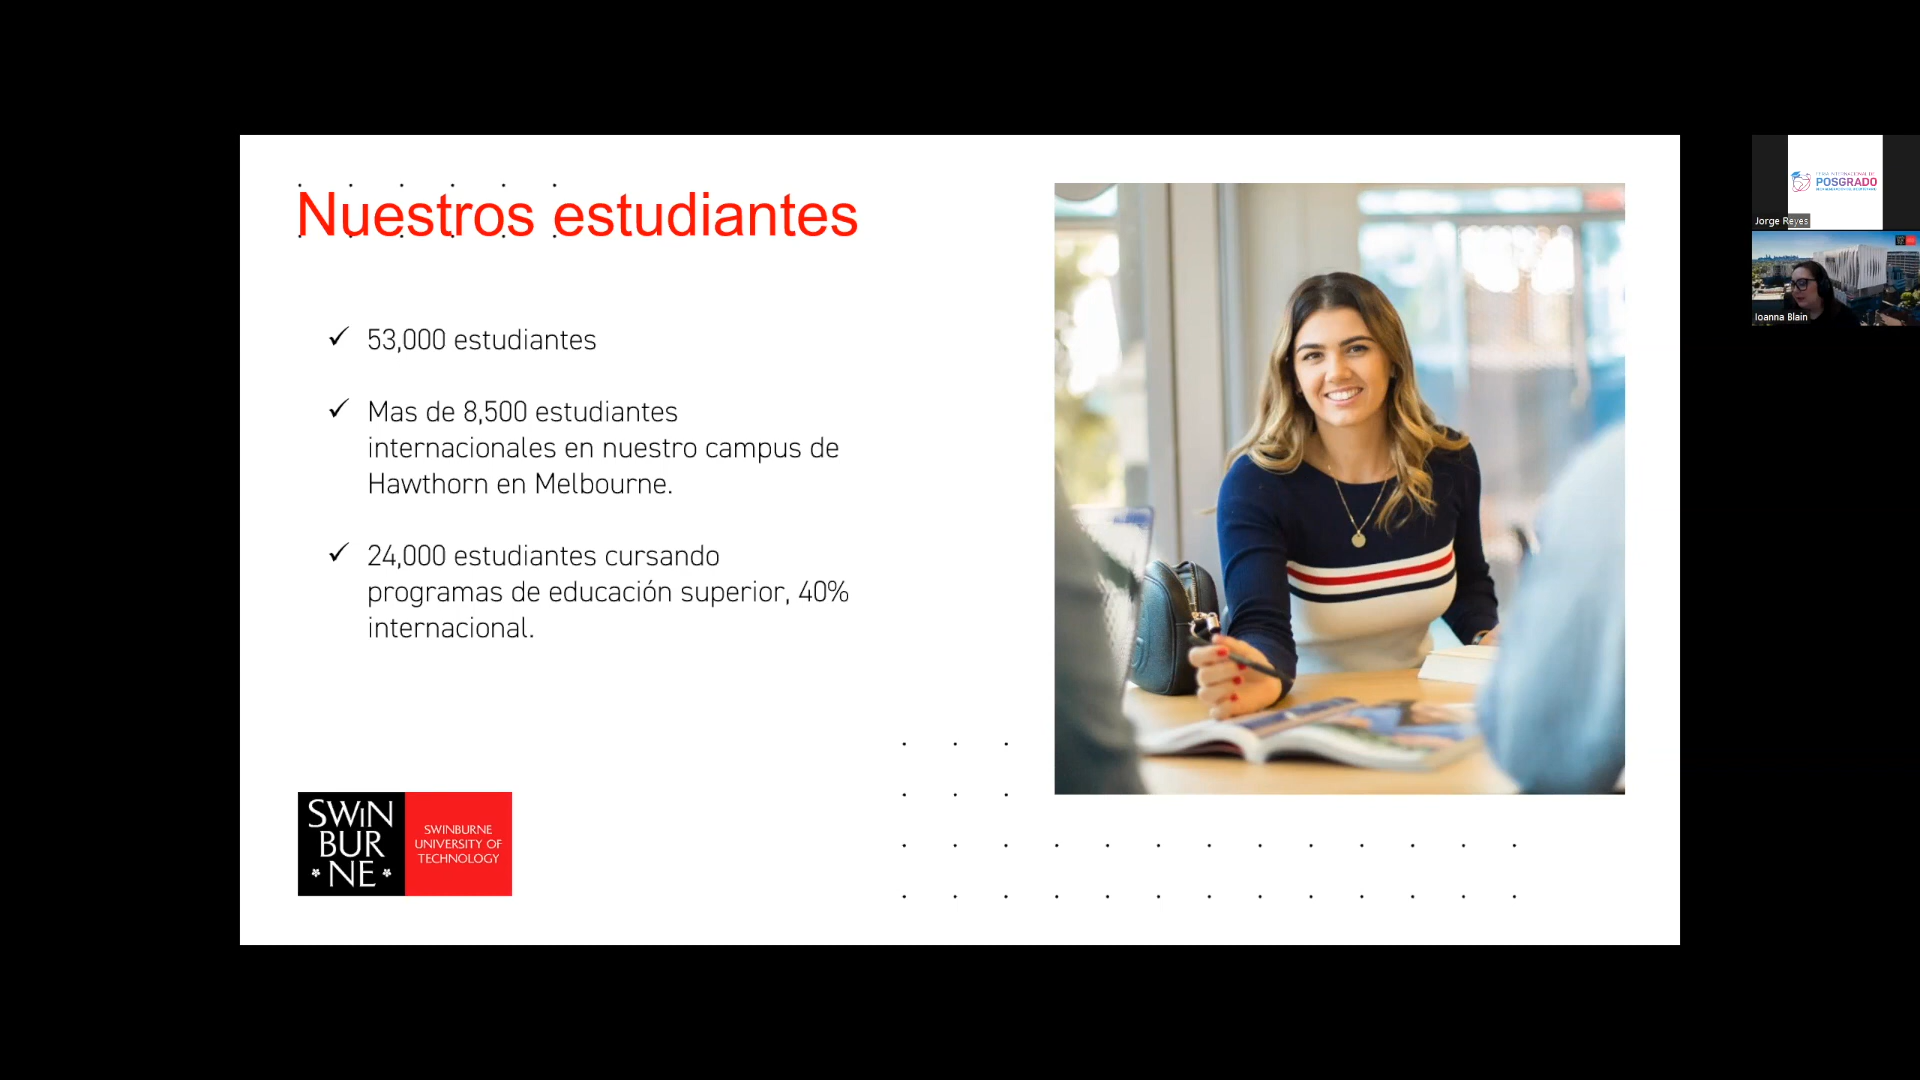 Nuestros estudiantes
53,000 estudiantes
Mas de 8,500 estudiantes
internacionales en nuestro campus de
Hawthorn en Melbourne.
24,000 estudiantes cursando
programas de educación superior, 40%
internacional.
SWIN
BUR
NE
SWINBURNE
UNIVERSITY OF
TECHNOLOGY
POSGRADO
Jorge Reyes
Ioanna Blain